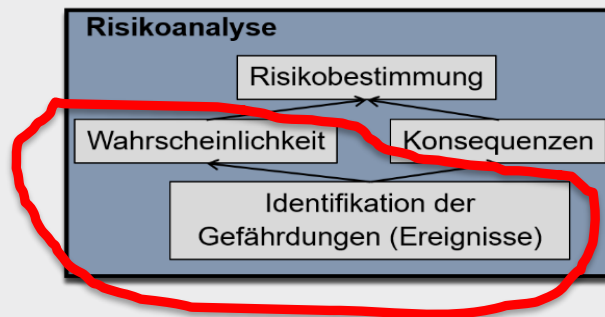 Risikoanalyse
Risikobestimmung
Wahrscheinlichkeit
Konsequenzen
Identifikation der
Gefährdungen (Ereignisse)